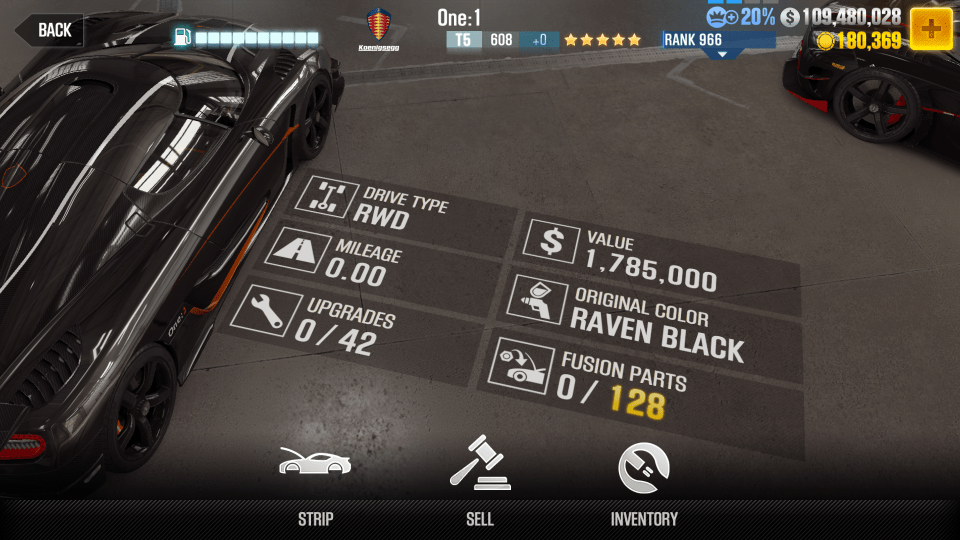 BACK
Koenigsegg
One:1
T5 608 +0
RANK 966
20%
109,480,028
180,369
DRIVE TYPE
RWD
MILEAGE
0.00
UPGRADES
0 / 42
VALUE
1,785,000
ORIGINAL COLOR
RAVEN BLACK
FUSION PARTS
0 / 128
One:1
STRIP
SELL
INVENTORY